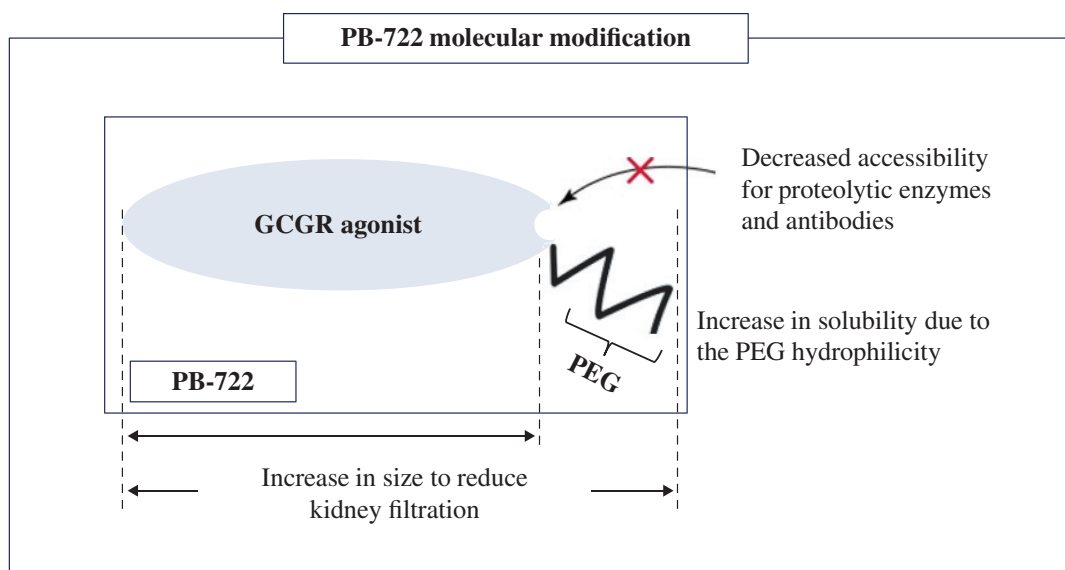 PB-722 molecular modification
Decreased accessibility
for proteolytic enzymes
and antibodies
GCGR agonist
Increase in solubility due to
the PEG hydrophilicity
PEG
PB-722
Increase in size to reduce
kidney filtration